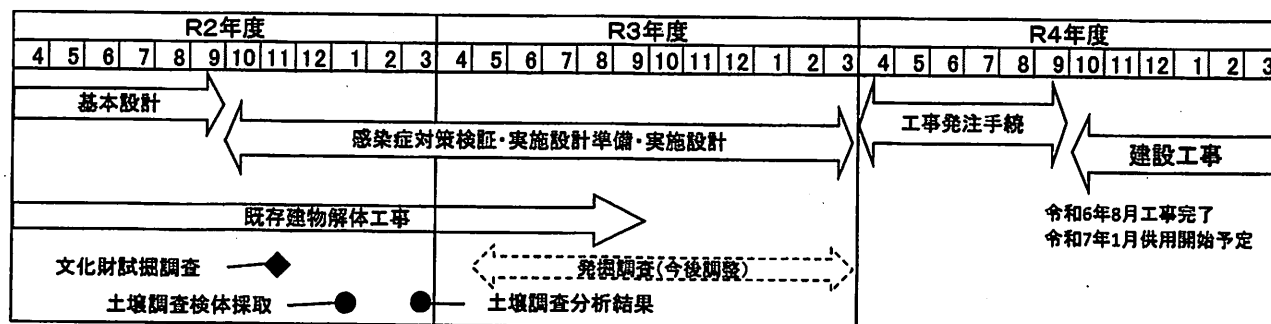 R2年度 R3年度 R4年度
4 5 6 7 8 9 10 11 12 1 2 3 4 5 6 7 8 9 10 11 12 1 2 3 4 5 6 7 8 9 10 11 12 1 2 3
基本設計
感染症対策検証・実施設計準備・実施設計
工事発注手続
建設工事
既存建物解体工事
令和6年8月工事完了
令和7年1月供用開始予定
文化財試掘調査
発掘調査(今後調整)
土壌調査検体採取
土壌調査分析結果